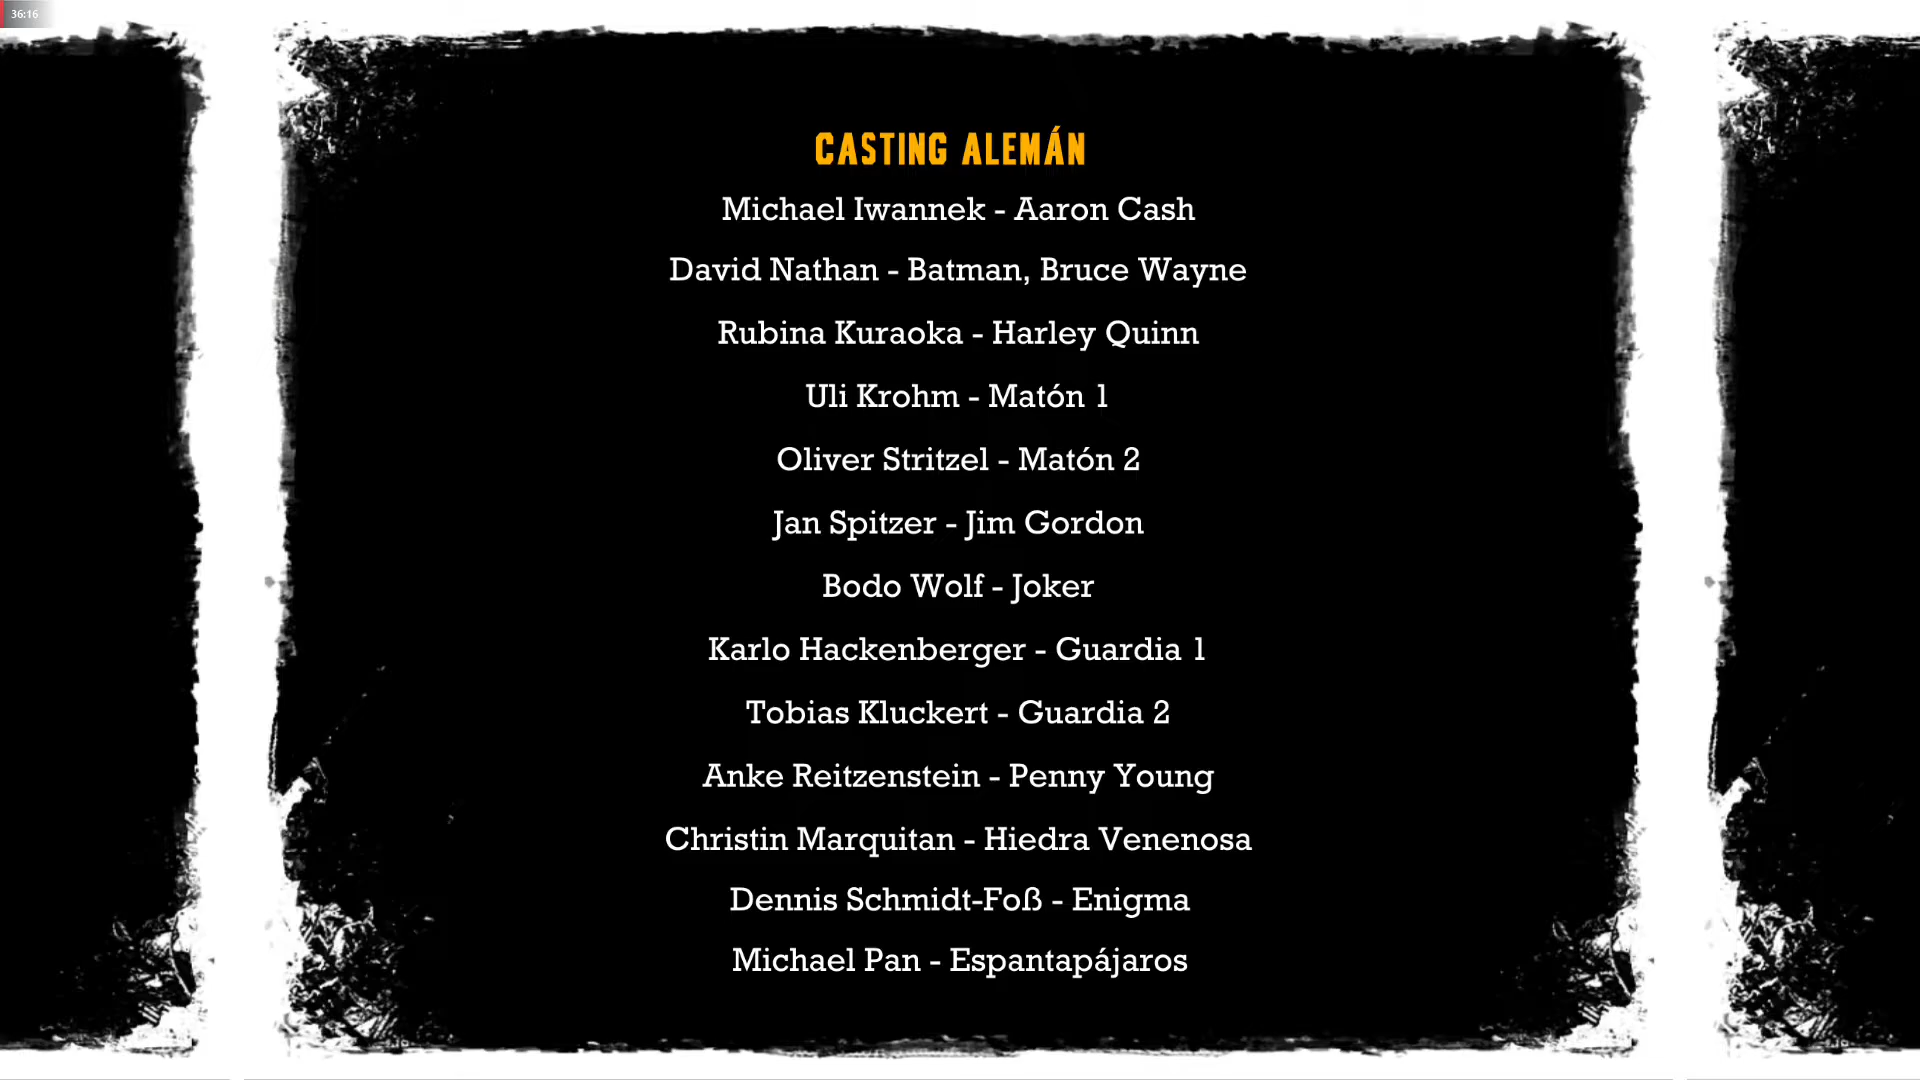 36:16
CASTING ALEMÁN
Michael Iwannek - Aaron Cash
David Nathan - Batman, Bruce Wayne
Rubina Kuraoka - Harley Quinn
Uli Krohm - Matón 1
Oliver Stritzel - Matón 2
Jan Spitzer - Jim Gordon
Bodo Wolf - Joker
Karlo Hackenberger - Guardia 1
Tobias Kluckert - Guardia 2
Anke Reitzenstein - Penny Young
Christin Marquitan - Hiedra Venenosa
Dennis Schmidt-Foß - Enigma
Michael Pan - Espantapájaros